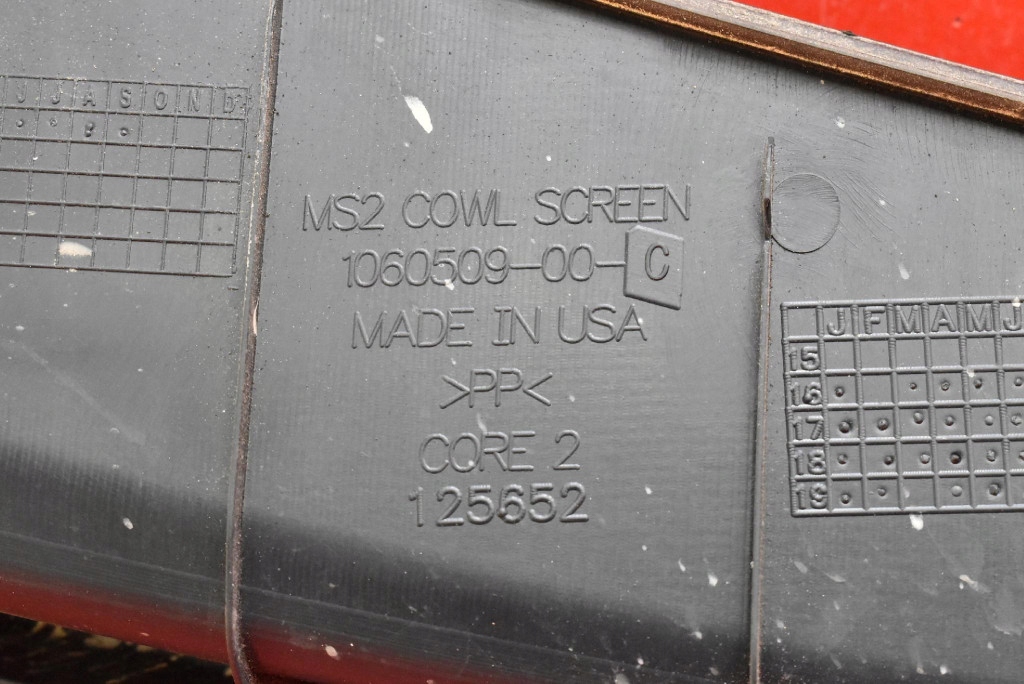 J J A S O N D
MS2 COWL SCREEN
1060509-00-C
MADE IN USA
>PP<
CORE 2
125652
J F M A M J
15
16
17
18
19